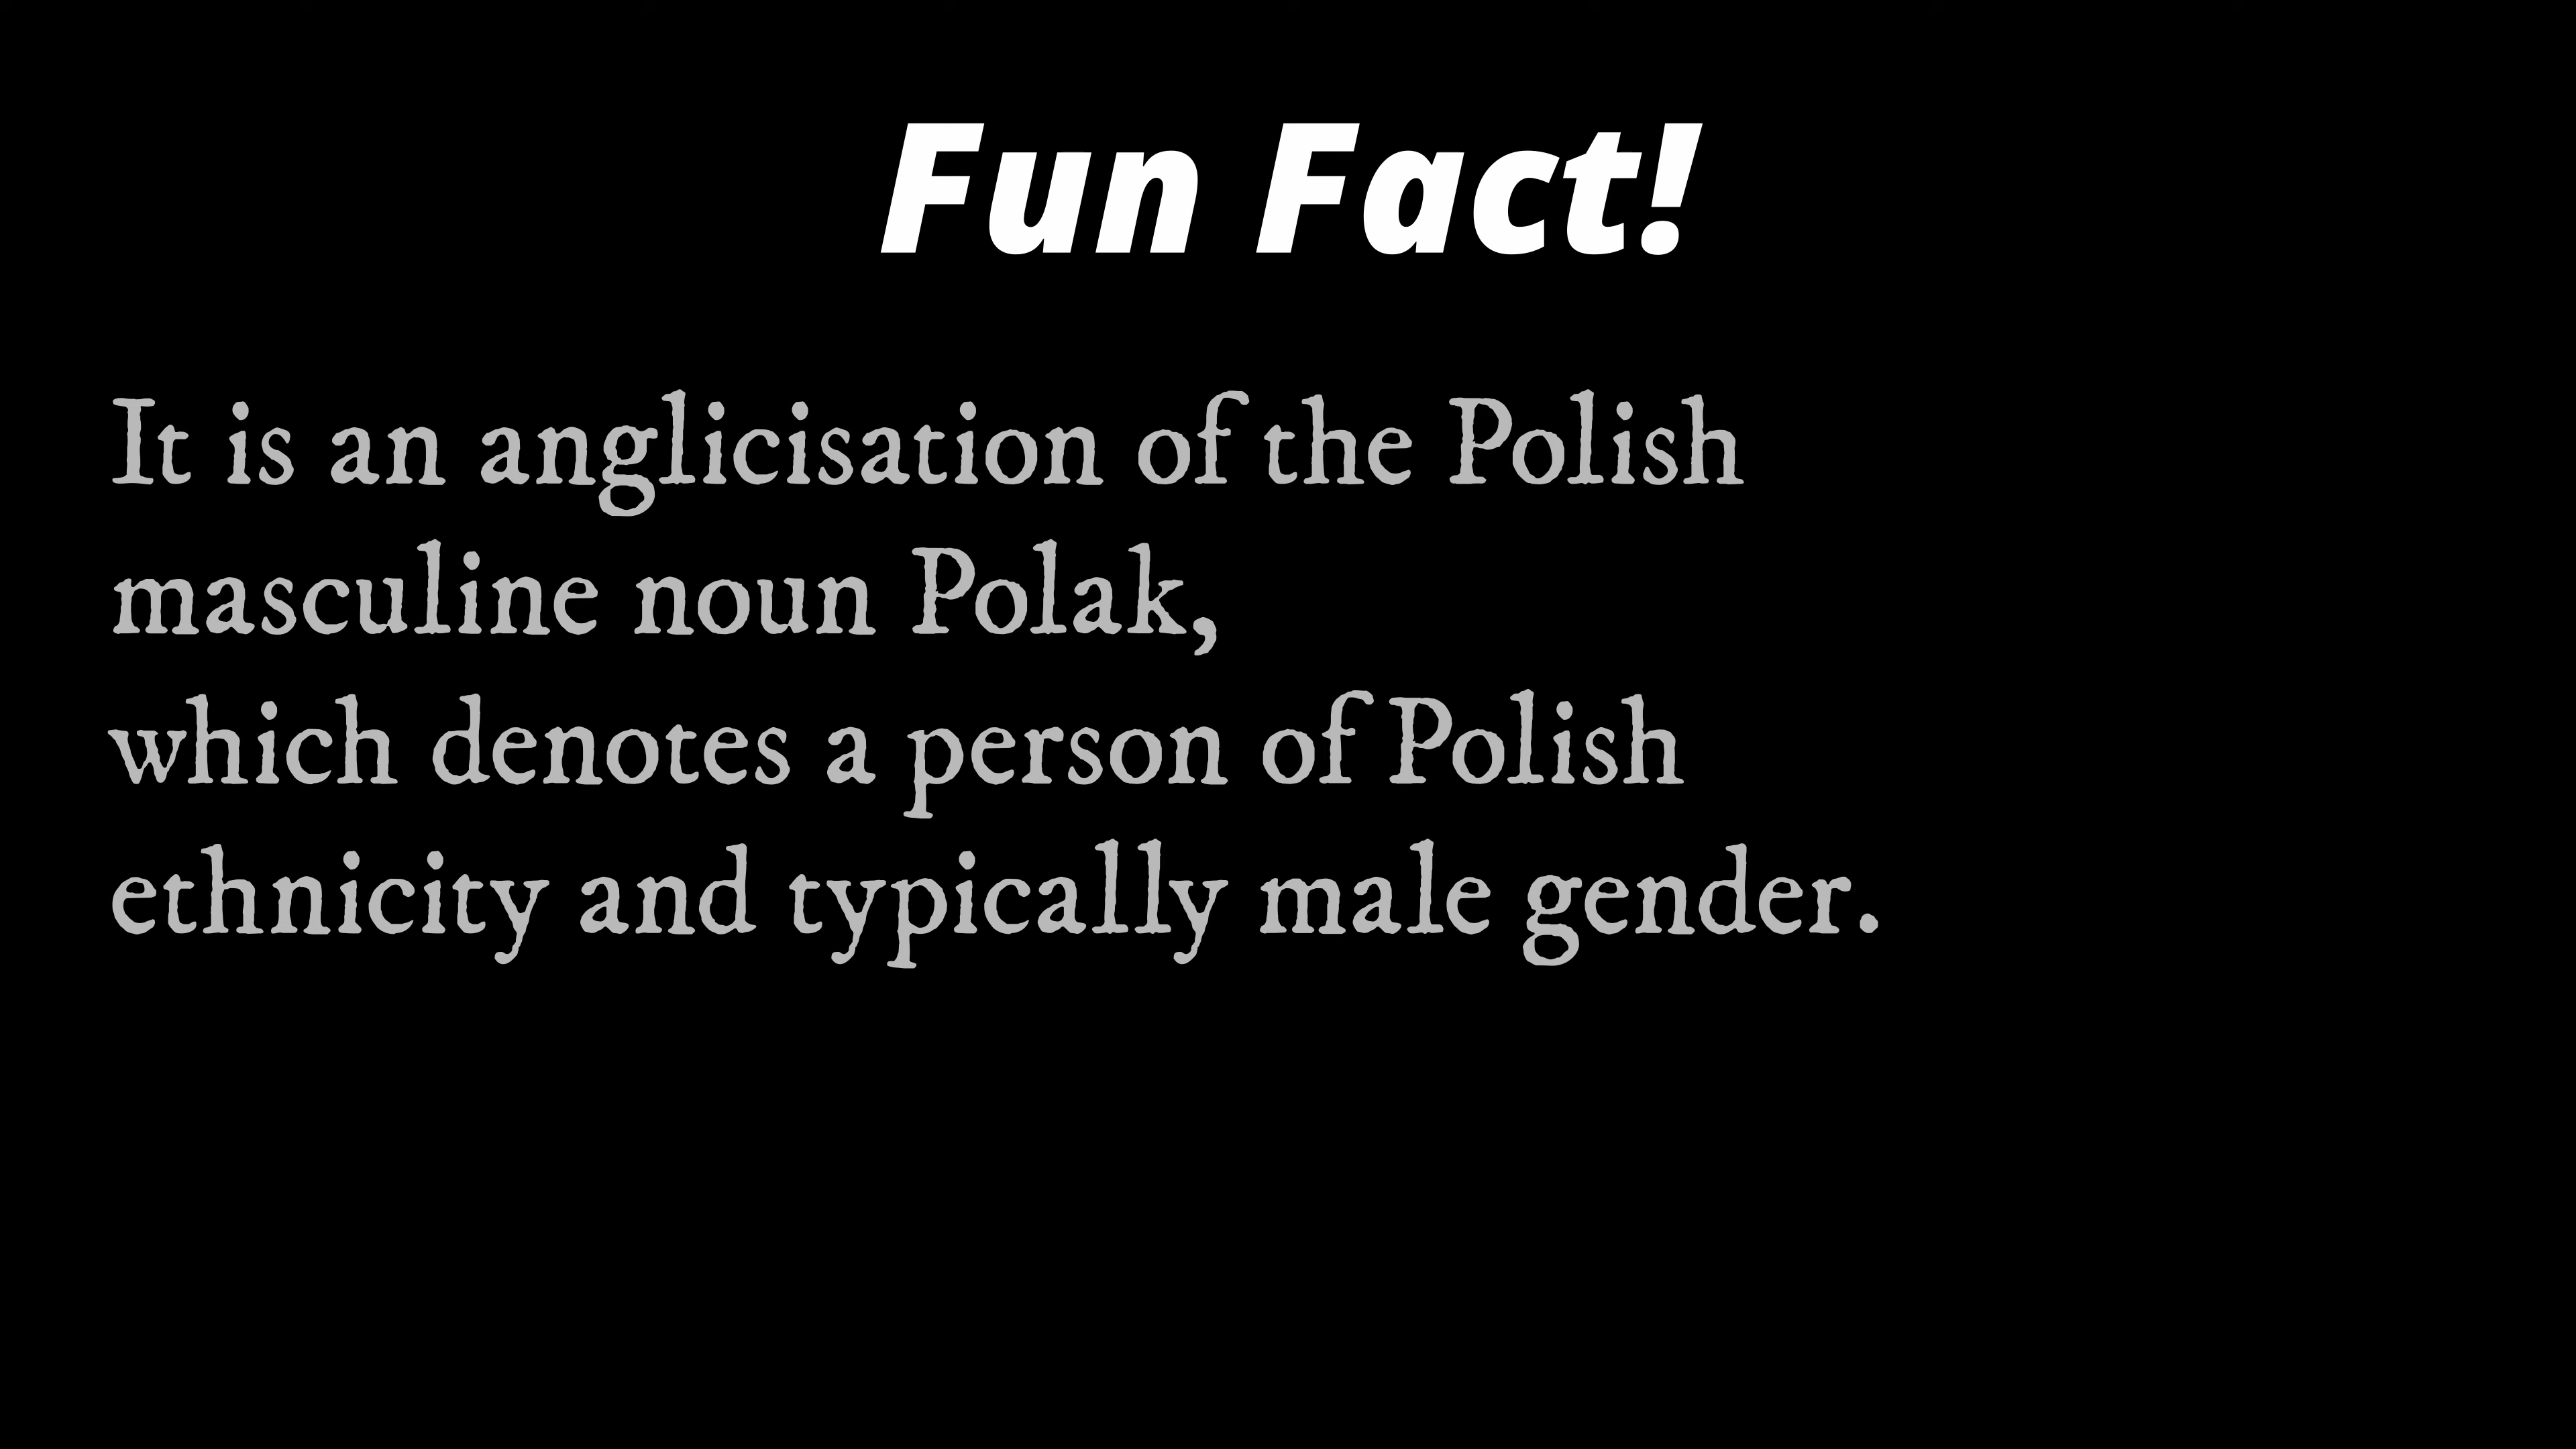 Fun Fact!
It is an anglicisation of the Polish
masculine noun Polak,
which denotes a person of Polish
ethnicity and typically male gender.